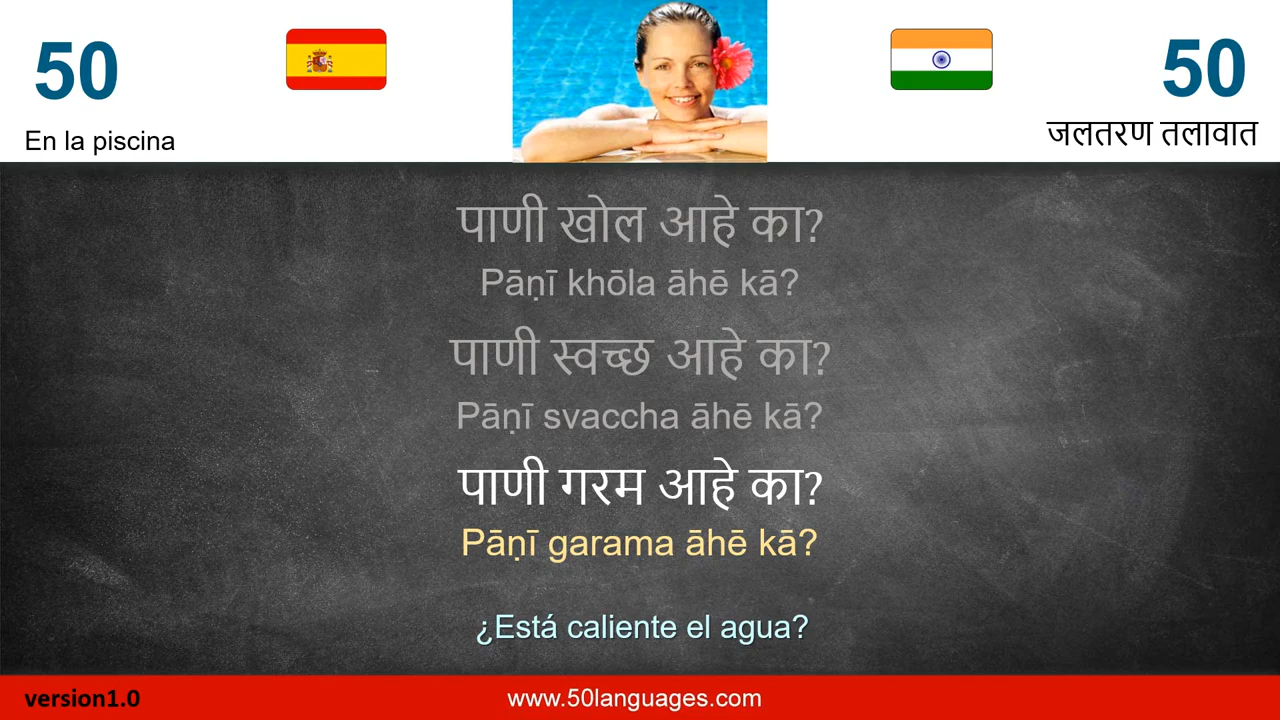 50
50
En la piscina
जलतरण तलावात
पाणी खोल आहे का?
Pāṇī khōla āhē kā?
पाणी स्वच्छ आहे का?
Pāṇī svaccha āhē kā?
पाणी गरम आहे का?
Pāṇī garama āhē kā?
¿Está caliente el agua?
version1.0
www.50languages.com